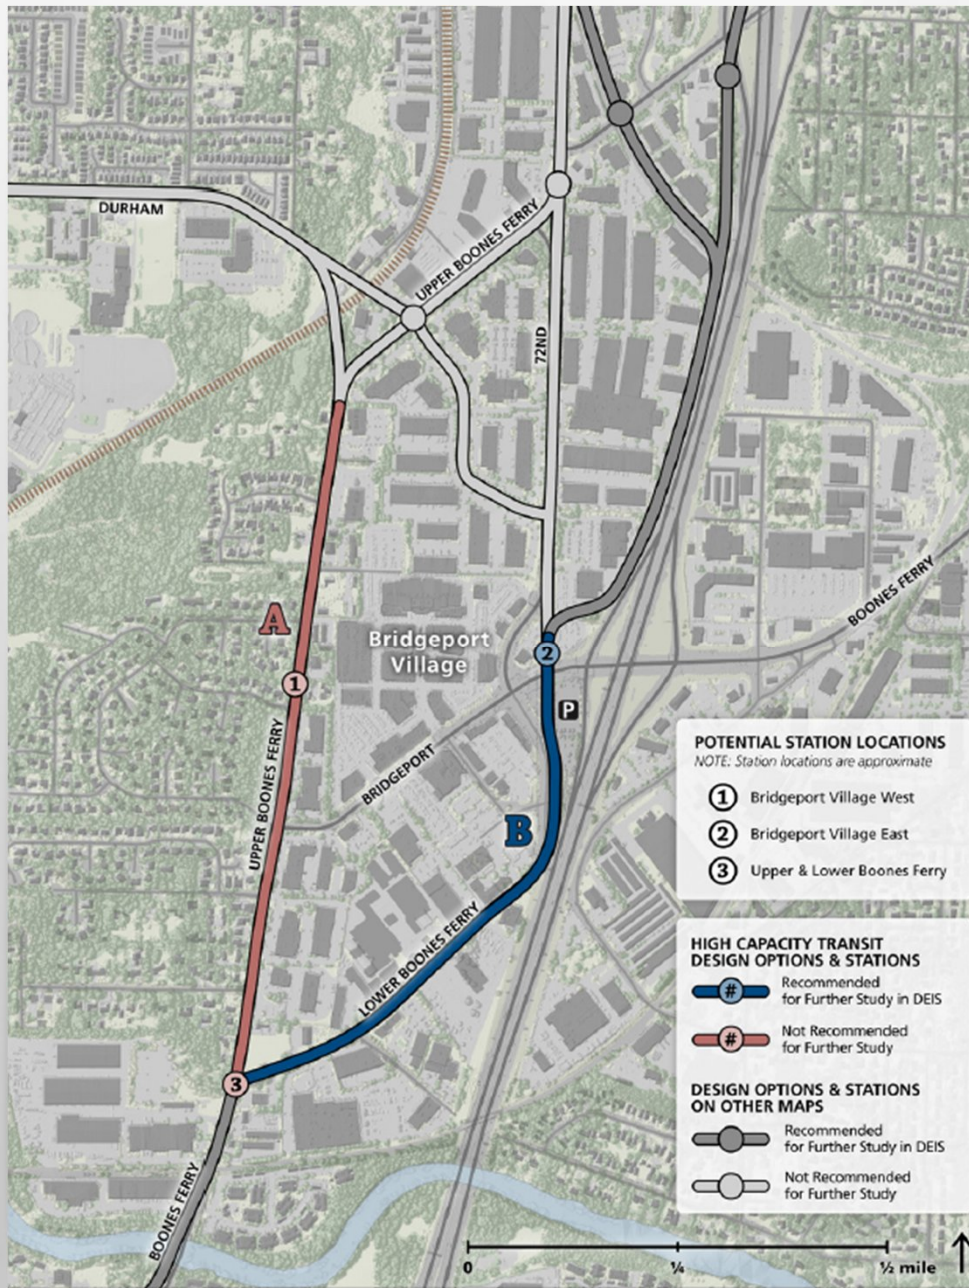 DURHAM
UPPER BOONES FERRY
72ND
BOONES FERRY
A
Bridgeport
Village
2
1
P
BRIDGEPORT
UPPER BOONES FERRY
B
LOWER BOONES FERRY
3
BOONES FERRY
POTENTIAL STATION LOCATIONS
NOTE: Station locations are approximate
1 Bridgeport Village West
2 Bridgeport Village East
3 Upper & Lower Boones Ferry
HIGH CAPACITY TRANSIT
DESIGN OPTIONS & STATIONS
# Recommended
for Further Study in DEIS
# Not Recommended
for Further Study
DESIGN OPTIONS & STATIONS
ON OTHER MAPS
Recommended
for Further Study in DEIS
Not Recommended
for Further Study
0 ¼ ½ mile